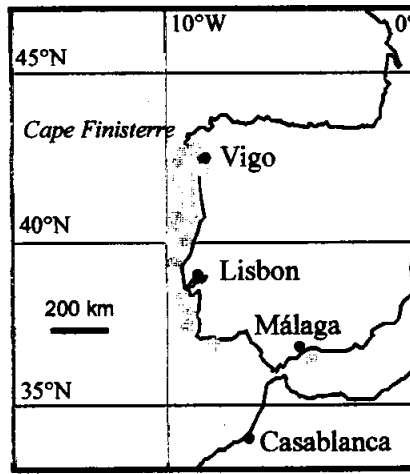 10°W
0°
45°N
Cape Finisterre
Vigo
40°N
Lisbon
200 km
Málaga
35°N
Casablanca